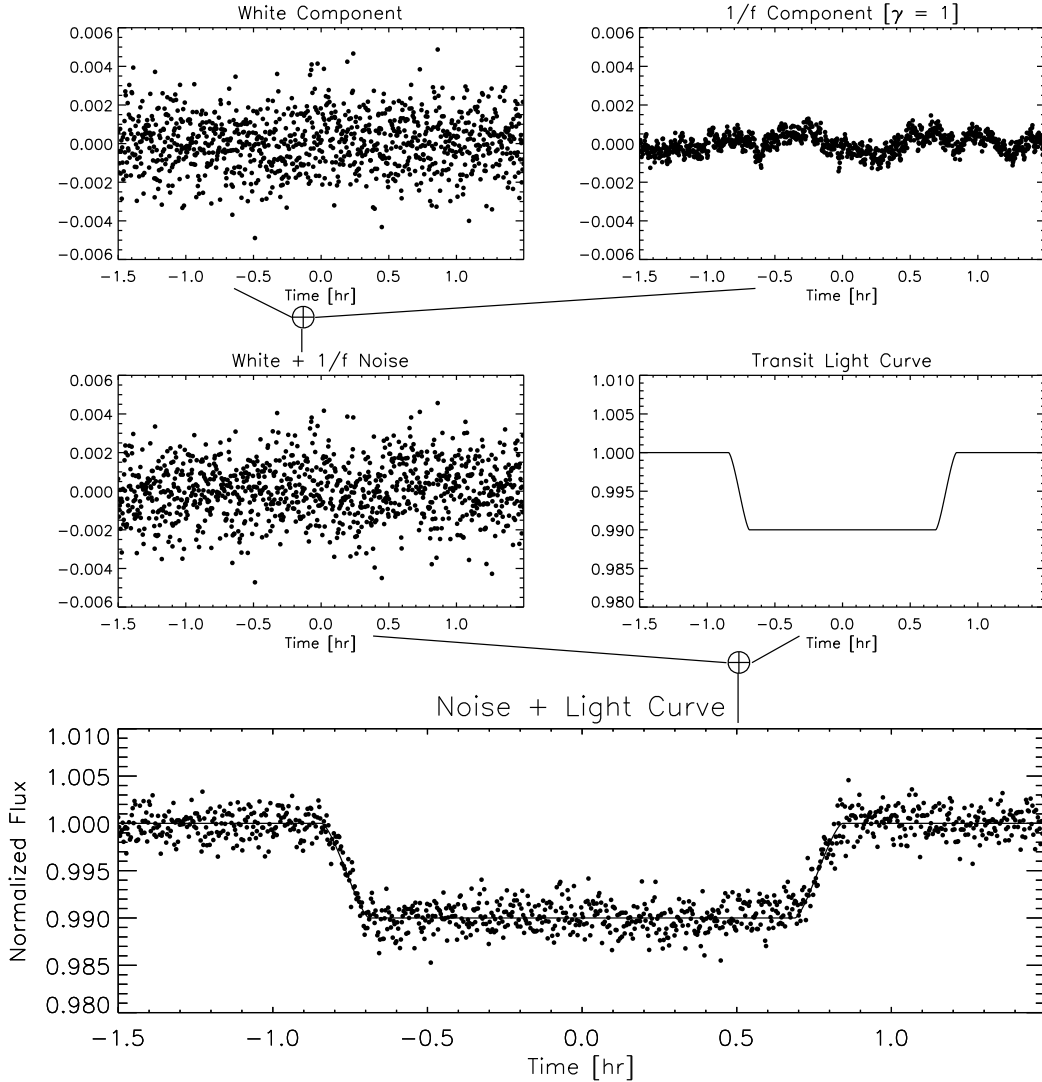 White Component
0.006
0.004
0.002
0.000
−0.002
−0.004
−0.006
−1.5 −1.0 −0.5 0.0 0.5 1.0
Time [hr]
1/f Component [γ = 1]
0.006
0.004
0.002
0.000
−0.002
−0.004
−0.006
−1.5 −1.0 −0.5 0.0 0.5 1.0
Time [hr]
White + 1/f Noise
0.006
0.004
0.002
0.000
−0.002
−0.004
−0.006
−1.5 −1.0 −0.5 0.0 0.5 1.0
Time [hr]
Transit Light Curve
1.010
1.005
1.000
0.995
0.990
0.985
0.980
−1.5 −1.0 −0.5 0.0 0.5 1.0
Time [hr]
Noise + Light Curve
Normalized Flux
1.010
1.005
1.000
0.995
0.990
0.985
0.980
−1.5 −1.0 −0.5 0.0 0.5 1.0
Time [hr]